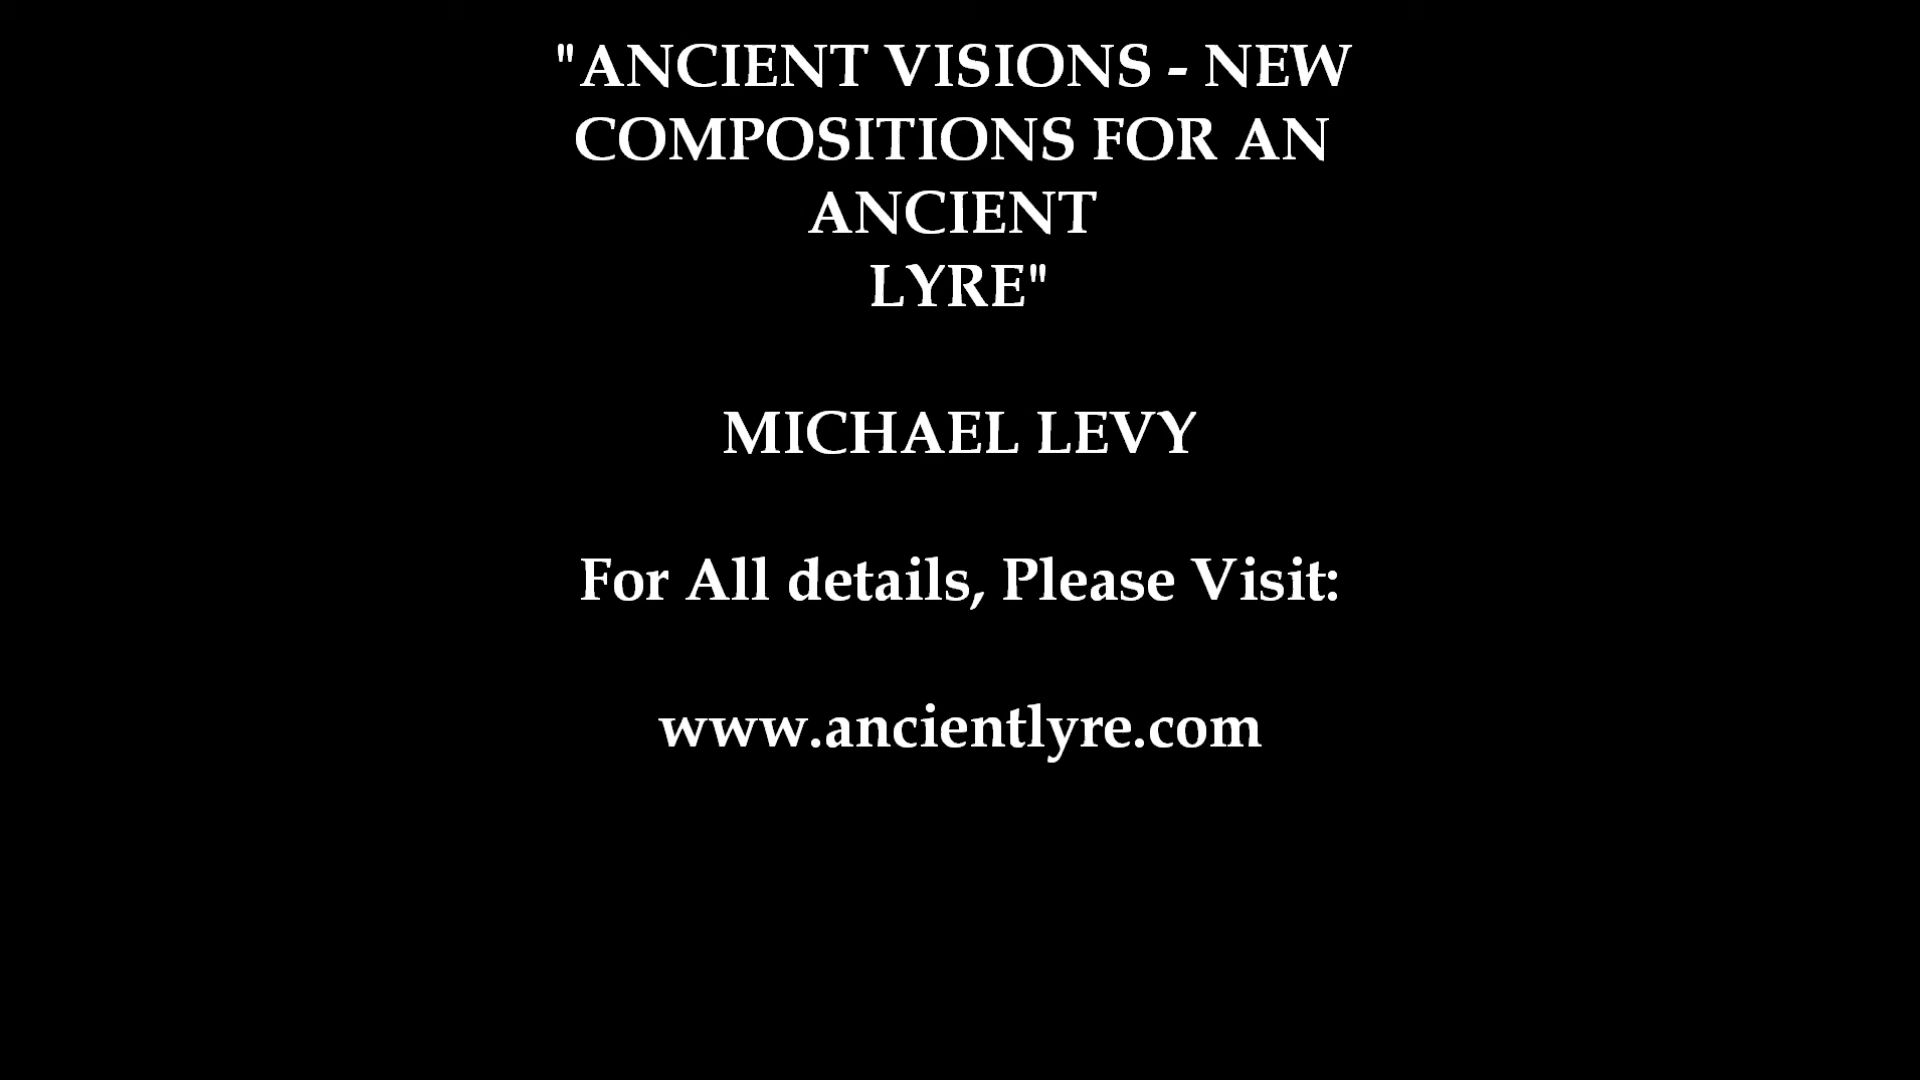 "ANCIENT VISIONS - NEW
COMPOSITIONS FOR AN
ANCIENT
LYRE"
MICHAEL LEVY
For All details, Please Visit:
www.ancientlyre.com